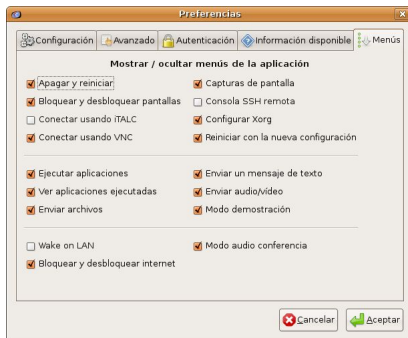 Preferencias
Configuración Avanzado Autenticación Información disponible Menús
Mostrar / ocultar menús de la aplicación
Apagar y reiniciar Capturas de pantalla
Bloquear y desbloquear pantallas Consola SSH remota
Conectar usando iTALC Configurar Xorg
Conectar usando VNC Reiniciar con la nueva configuración
Ejecutar aplicaciones Enviar un mensaje de texto
Ver aplicaciones ejecutadas Enviar audio/vídeo
Enviar archivos Modo demostración
Wake on LAN Modo audio conferencia
Bloquear y desbloquear internet
Cancelar Aceptar